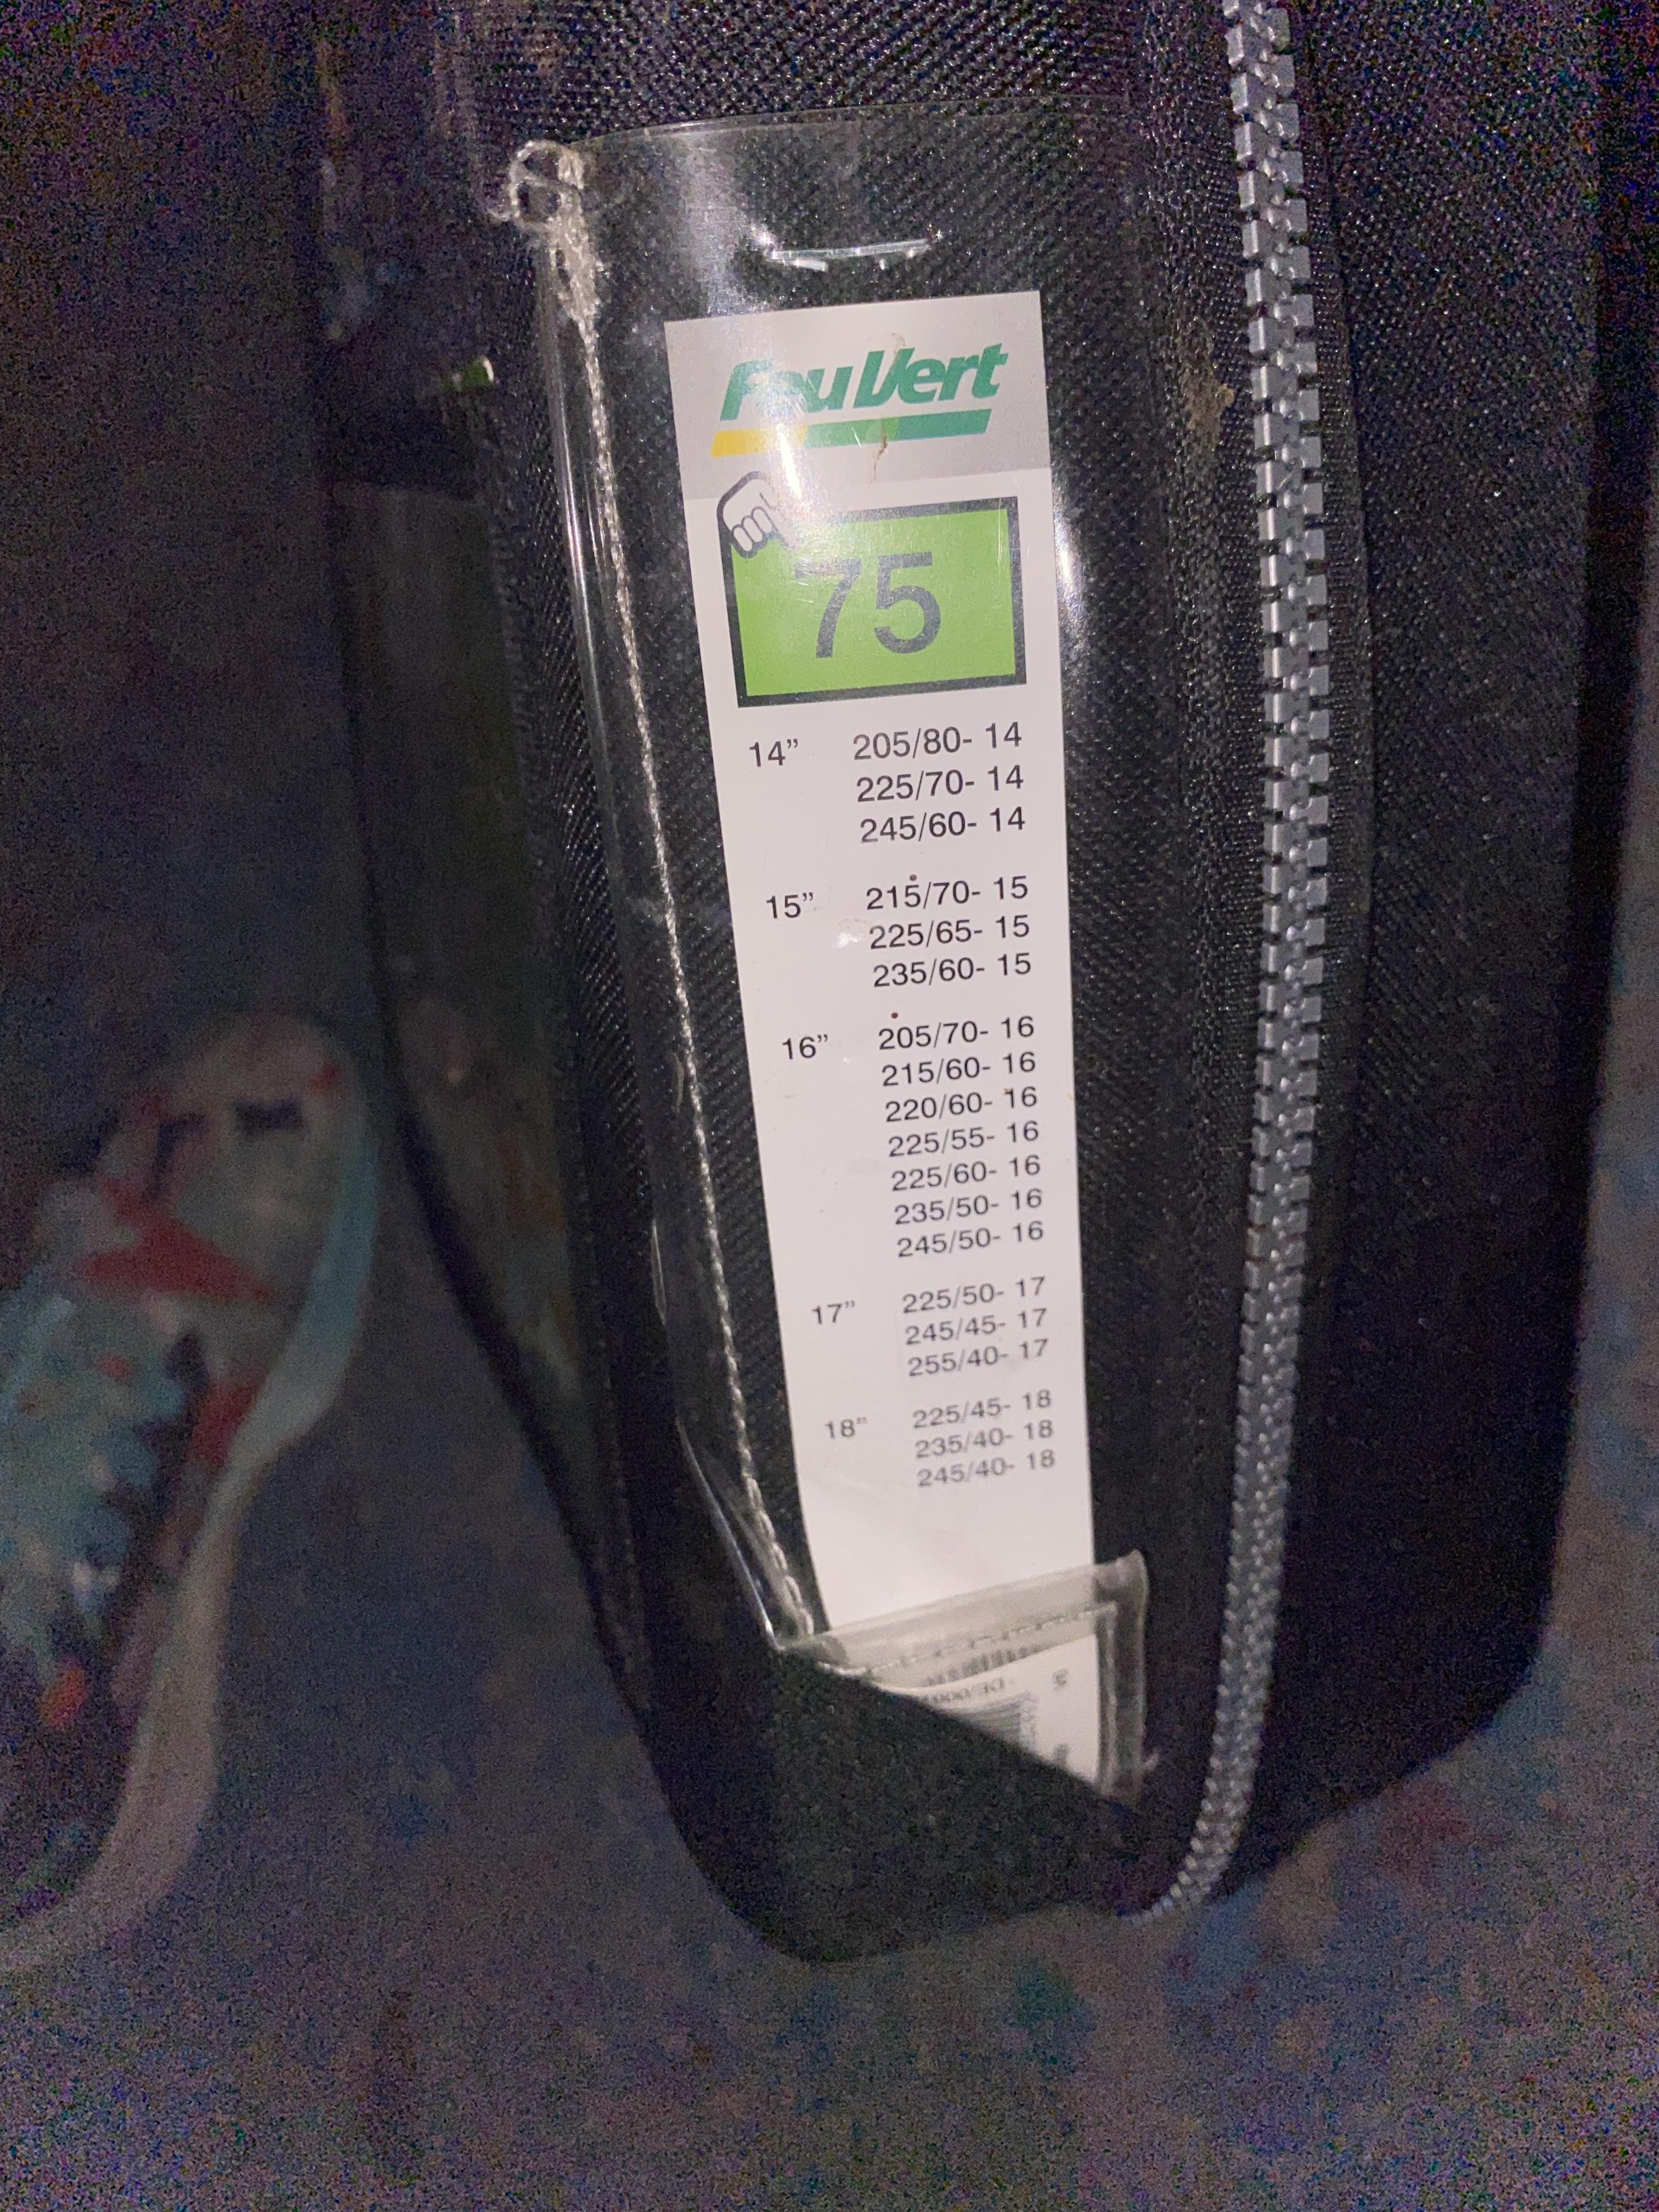 Feu Vert
75
14” 205/80- 14
225/70- 14
245/60- 14
15” 215/70- 15
225/65- 15
235/60- 15
16” 205/70- 16
215/60- 16
220/60- 16
225/55- 16
225/60- 16
235/50- 16
245/50- 16
17” 225/50- 17
245/45- 17
255/40- 17
18” 225/45- 18
235/40- 18
245/40- 18